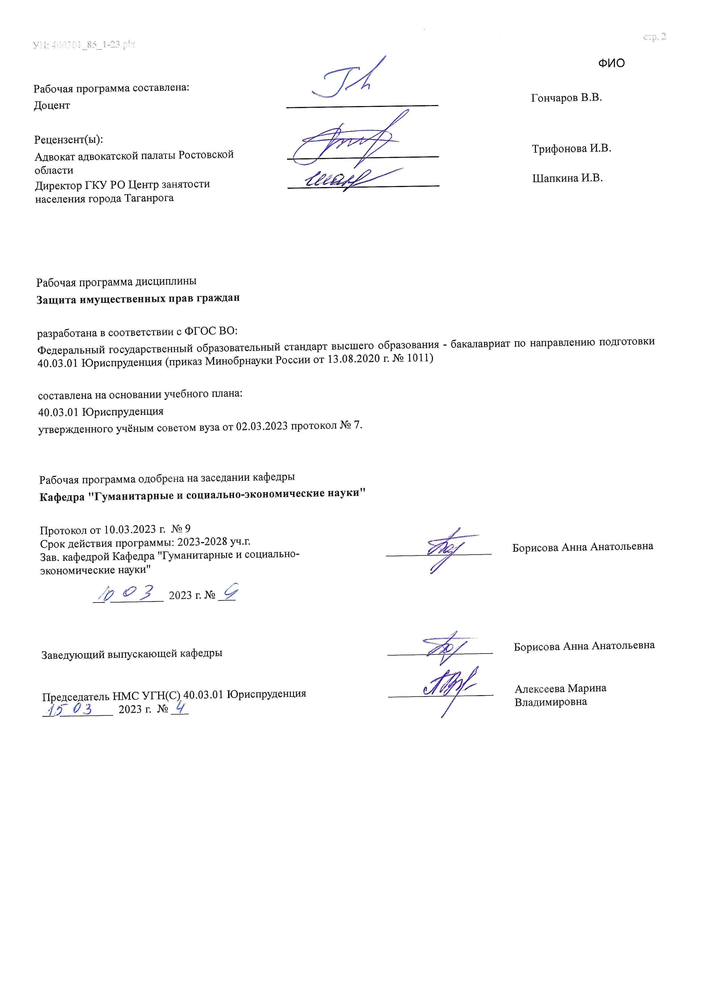 УП: 400301_85_1-23.plx
стр. 2
ФИО
Рабочая программа составлена:
Доцент
Гончаров В.В.
Рецензент(ы):
Адвокат адвокатской палаты Ростовской
области
Трифонова И.В.
Директор ГКУ РО Центр занятости
населения города Таганрога
Шапкина И.В.
Рабочая программа дисциплины
Защита имущественных прав граждан
разработана в соответствии с ФГОС ВО:
Федеральный государственный образовательный стандарт высшего образования - бакалавриат по направлению подготовки
40.03.01 Юриспруденция (приказ Минобрнауки России от 13.08.2020 г. № 1011)
составлена на основании учебного плана:
40.03.01 Юриспруденция
утвержденного учёным советом вуза от 02.03.2023 протокол № 7.
Рабочая программа одобрена на заседании кафедры
Кафедра "Гуманитарные и социально-экономические науки"
Протокол от 10.03.2023 г. № 9
Срок действия программы: 2023-2028 уч.г.
Зав. кафедрой Кафедра "Гуманитарные и социально-
экономические науки"
Борисова Анна Анатольевна
10 03 2023 г. № 9
Заведующий выпускающей кафедры
Борисова Анна Анатольевна
Председатель НМС УГН(С) 40.03.01 Юриспруденция
15 03 2023 г. № 4
Алексеева Марина
Владимировна